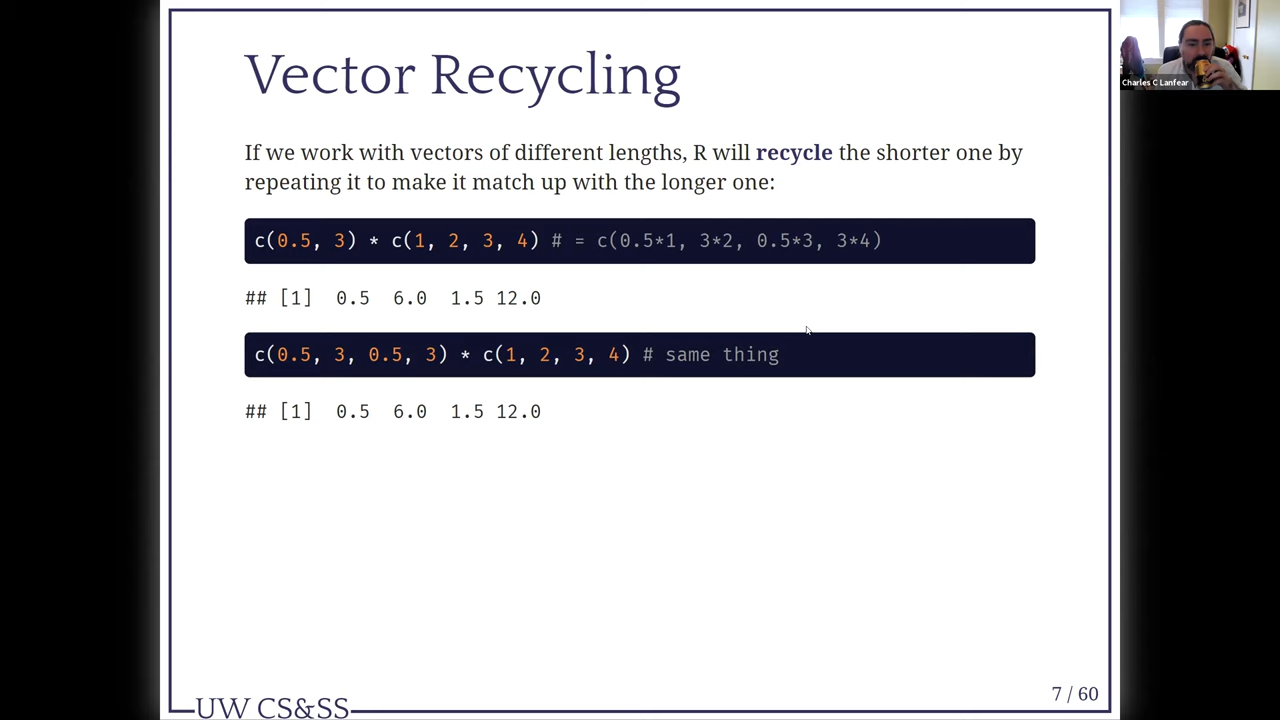 Vector Recycling
Charles C Lanfear
If we work with vectors of different lengths, R will recycle the shorter one by
repeating it to make it match up with the longer one:
c(0.5, 3) * c(1, 2, 3, 4) # = c(0.5*1, 3*2, 0.5*3, 3*4)
## [1]  0.5  6.0  1.5 12.0
c(0.5, 3, 0.5, 3) * c(1, 2, 3, 4) # same thing
## [1]  0.5  6.0  1.5 12.0
7 / 60
UW CS&SS